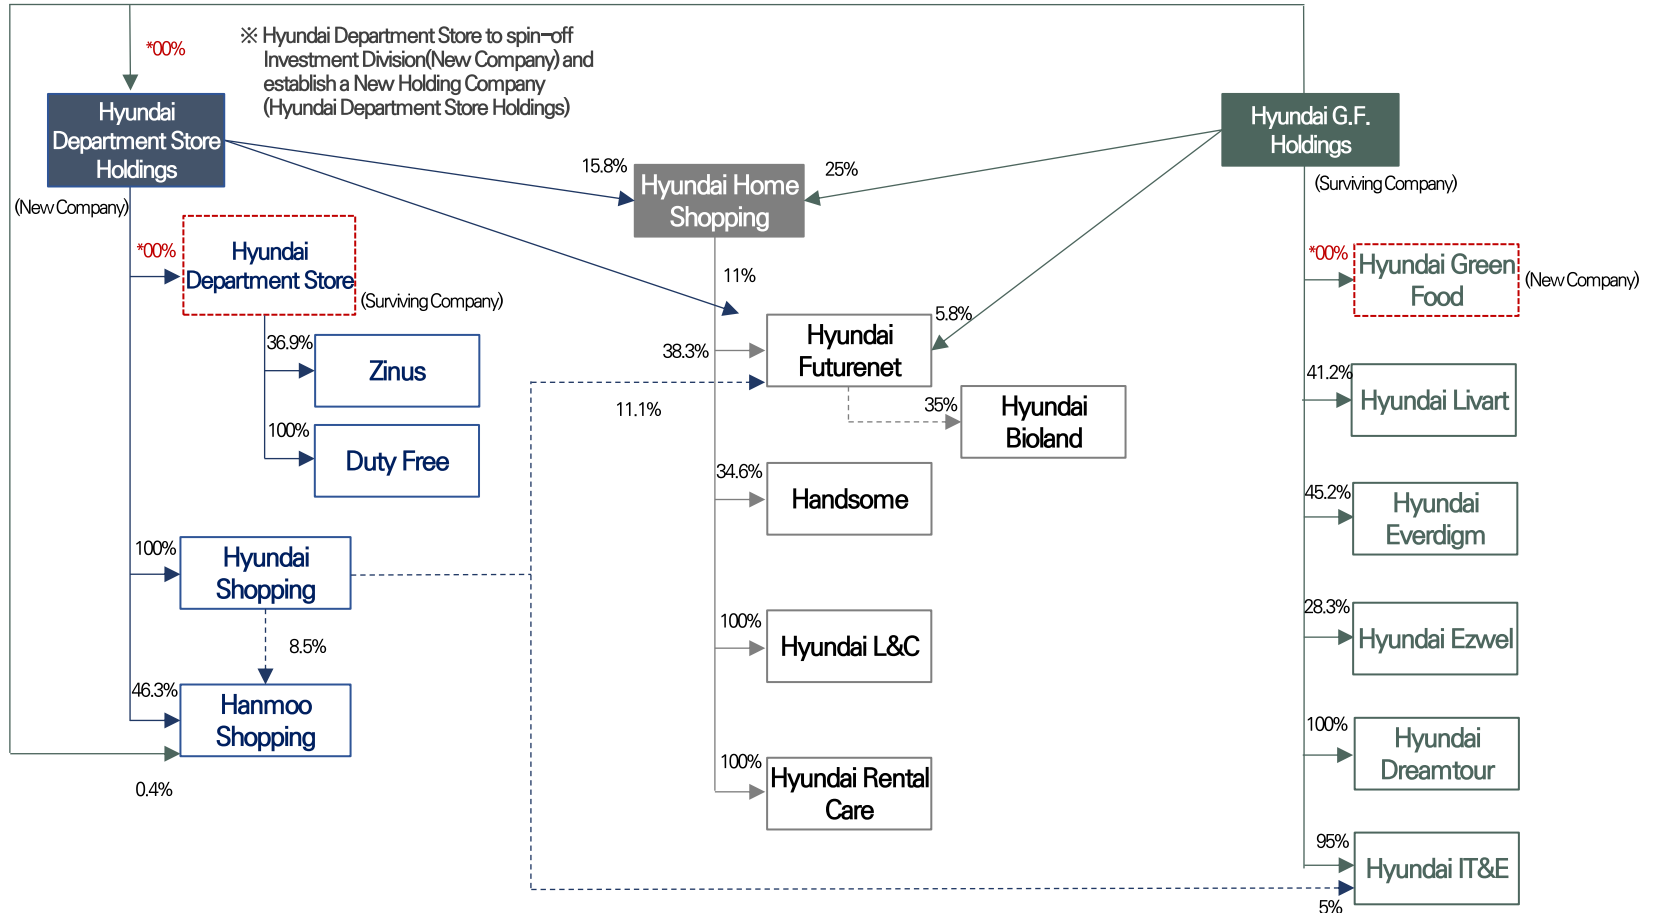 *00%
※ Hyundai Department Store to spin-off
Investment Division(New Company) and
establish a New Holding Company
(Hyundai Department Store Holdings)
Hyundai
Department Store
Holdings
(New Company)
Hyundai G.F.
Holdings
(Surviving Company)
15.8%
25%
Hyundai Home
Shopping
*00%
Hyundai
Department Store
(Surviving Company)
36.9%
Zinus
100%
Duty Free
100%
Hyundai
Shopping
8.5%
46.3%
Hanmoo
Shopping
0.4%
11%
5.8%
38.3%
Hyundai
Futurenet
11.1%
35%
Hyundai
Bioland
34.6%
Handsome
100%
Hyundai L&C
100%
Hyundai Rental
Care
*00%
Hyundai Green
Food
(New Company)
41.2%
Hyundai Livart
45.2%
Hyundai
Everdigm
28.3%
Hyundai Ezwel
100%
Hyundai
Dreamtour
95%
Hyundai IT&E
5%